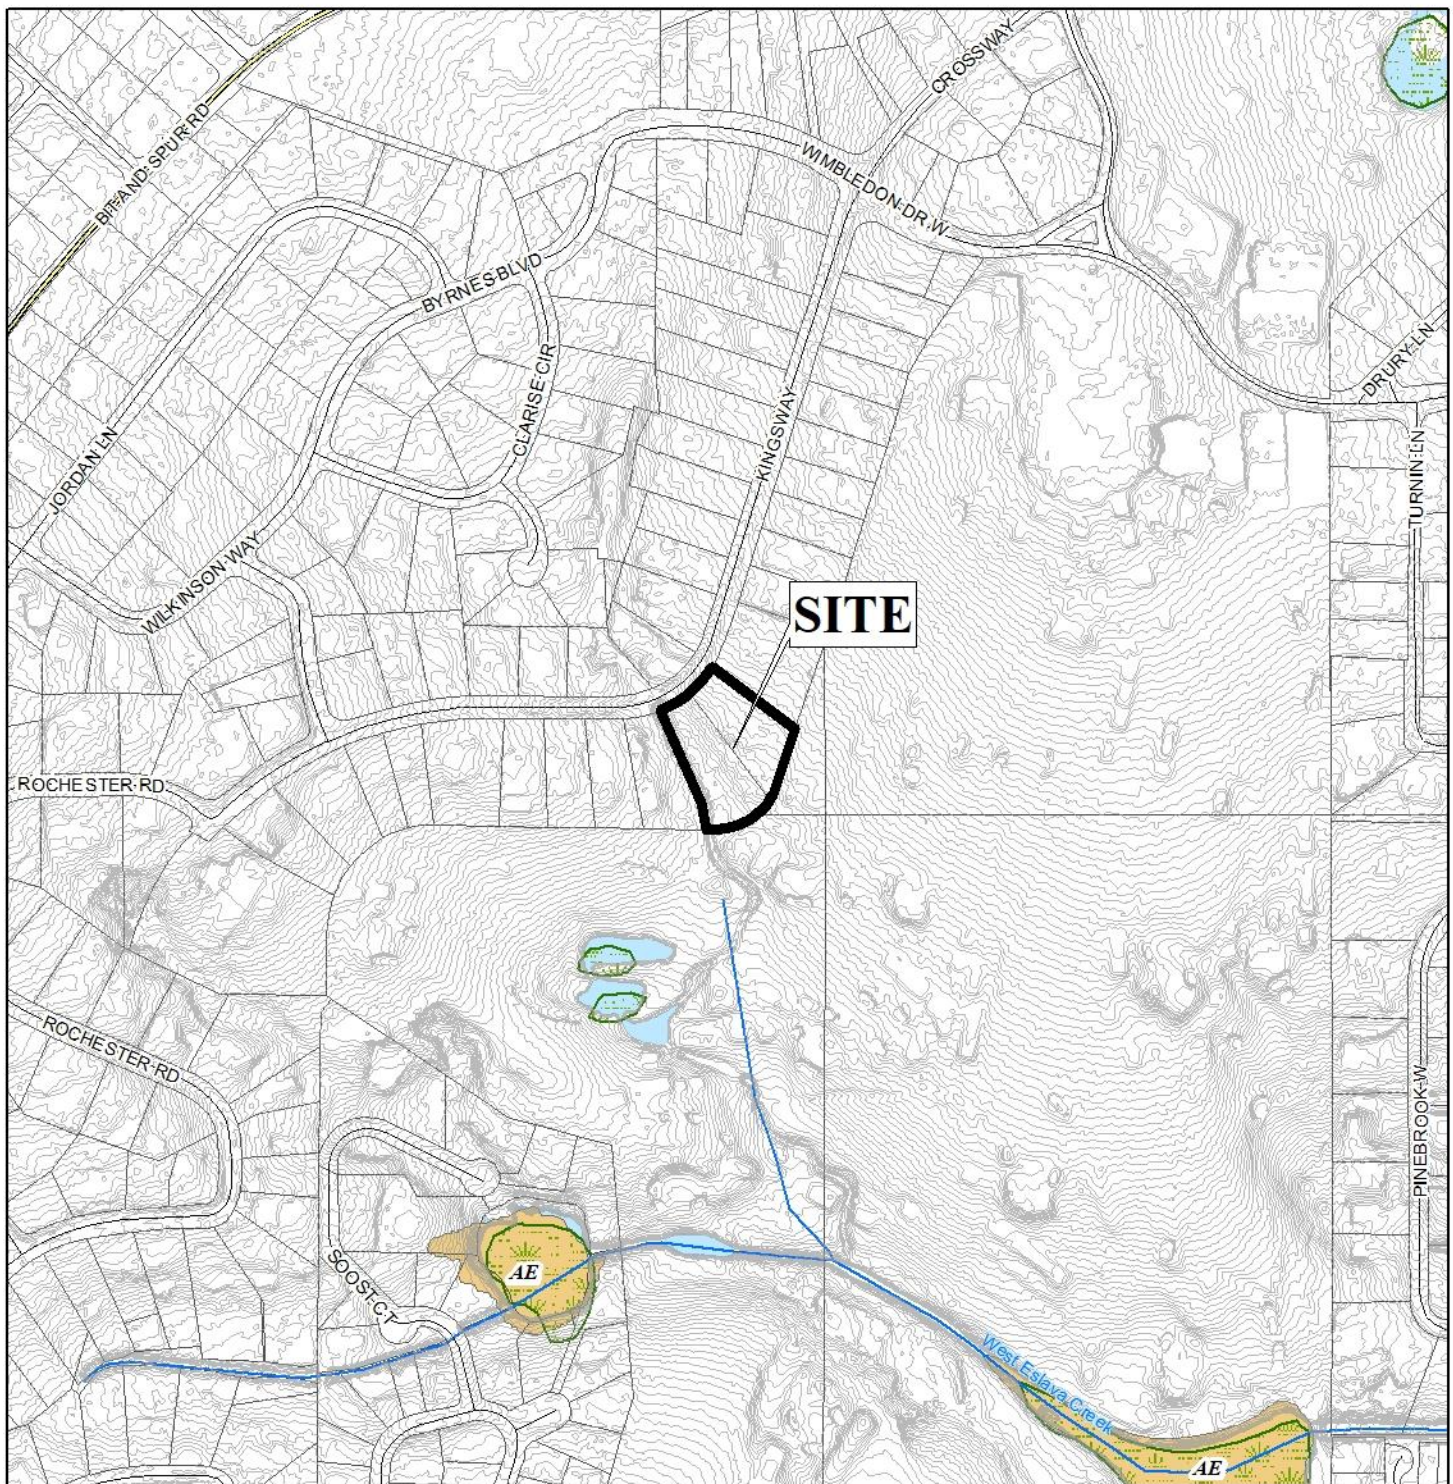 CROSSWAY
BIT-AND-SPUR-RD
WIMBLEDON-DR-W
BYRNES-BLVD
DRURY-LN
CLARISE-CIR
KINGSWAY
JORDAN LN
TURNIN-LN
WILKINSON-WAY
SITE
ROCHESTER-RD
ROCHESTER-RD
PINEBROOK-W
SOOST-CT
AE
West Eslava Creek
AE